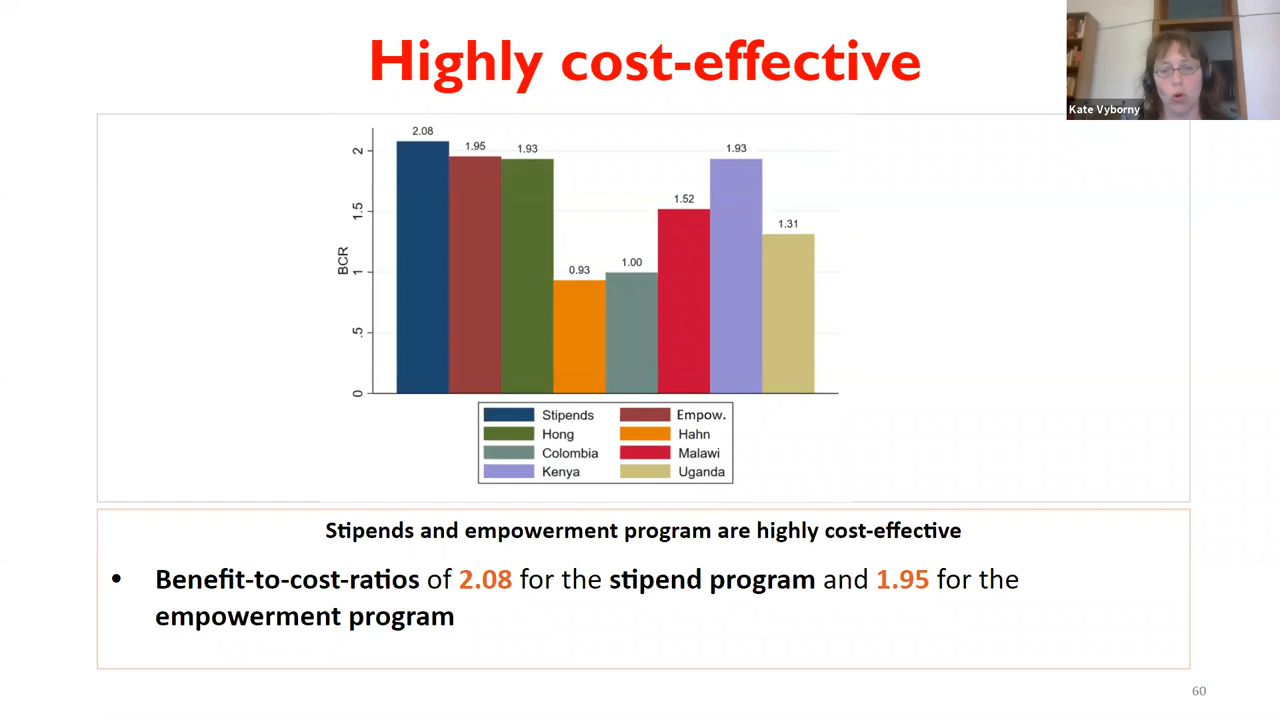 Highly cost-effective
Kate Vyborny
2.08
1.95
1.93
0.93
1.00
1.52
1.93
1.31
BCR
2
1.5
1
.5
0
Stipends
Empow.
Hong
Hahn
Colombia
Malawi
Kenya
Uganda
Stipends and empowerment program are highly cost-effective
• Benefit-to-cost-ratios of 2.08 for the stipend program and 1.95 for the
empowerment program
60